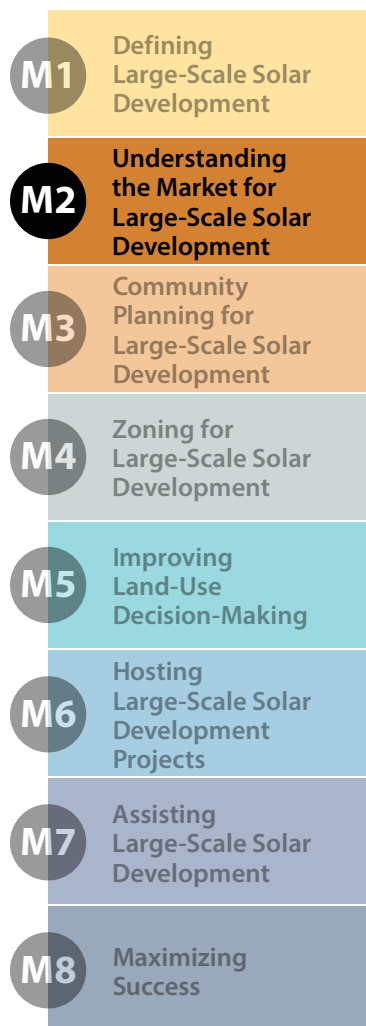 M1
Defining
Large-Scale Solar
Development
M2
Understanding
the Market for
Large-Scale Solar
Development
M3
Community
Planning for
Large-Scale Solar
Development
M4
Zoning for
Large-Scale Solar
Development
M5
Improving
Land-Use
Decision-Making
M6
Hosting
Large-Scale Solar
Development
Projects
M7
Assisting
Large-Scale Solar
Development
M8
Maximizing
Success